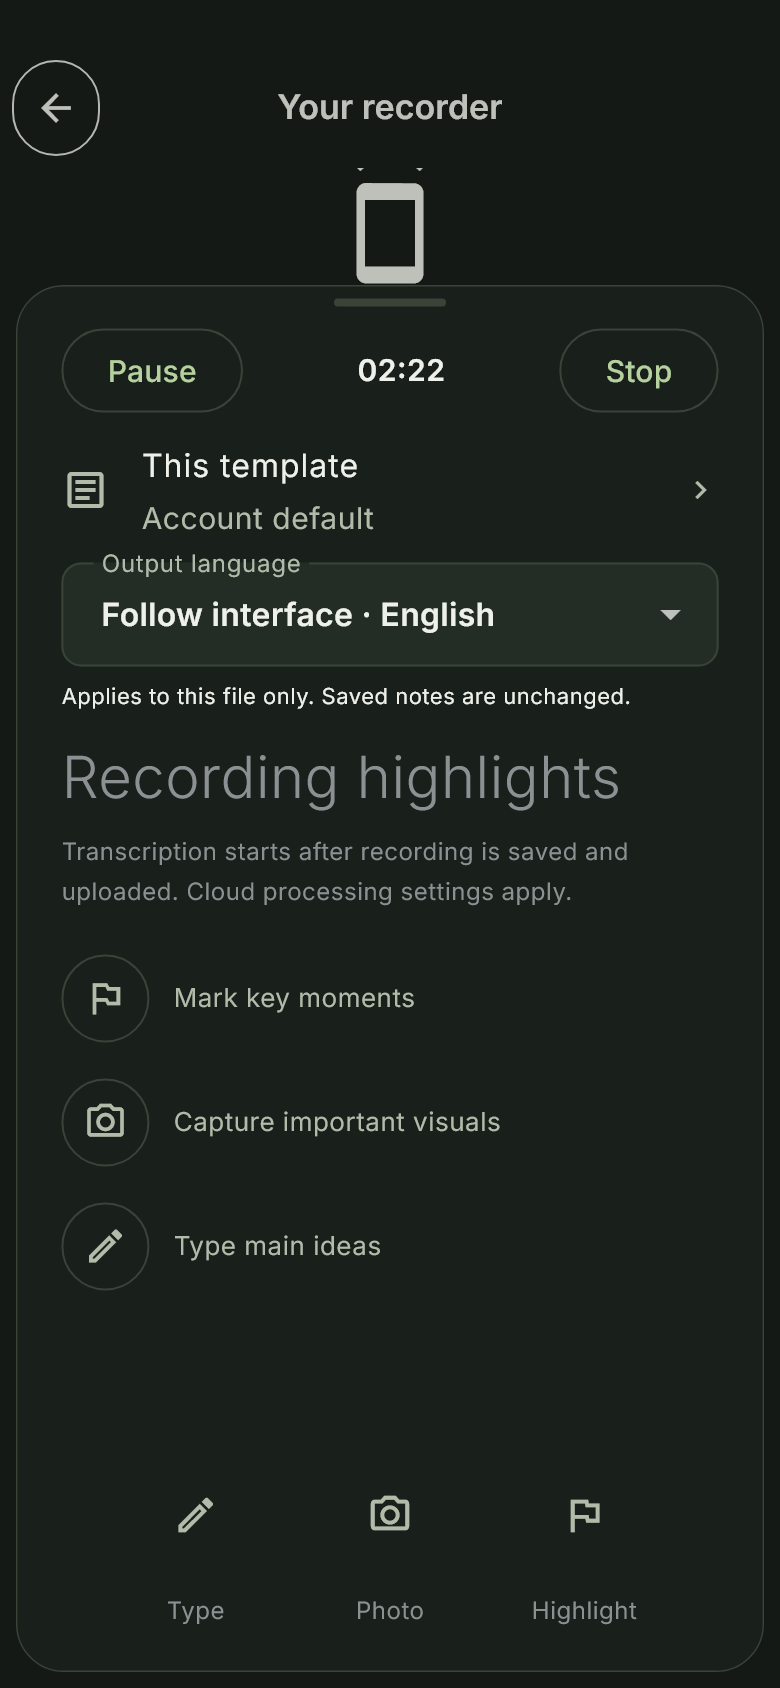 Your recorder
Pause
02:22
Stop
This template
Account default
Output language
Follow interface · English
Applies to this file only. Saved notes are unchanged.
Recording highlights
Transcription starts after recording is saved and
uploaded. Cloud processing settings apply.
Mark key moments
Capture important visuals
Type main ideas
Type
Photo
Highlight